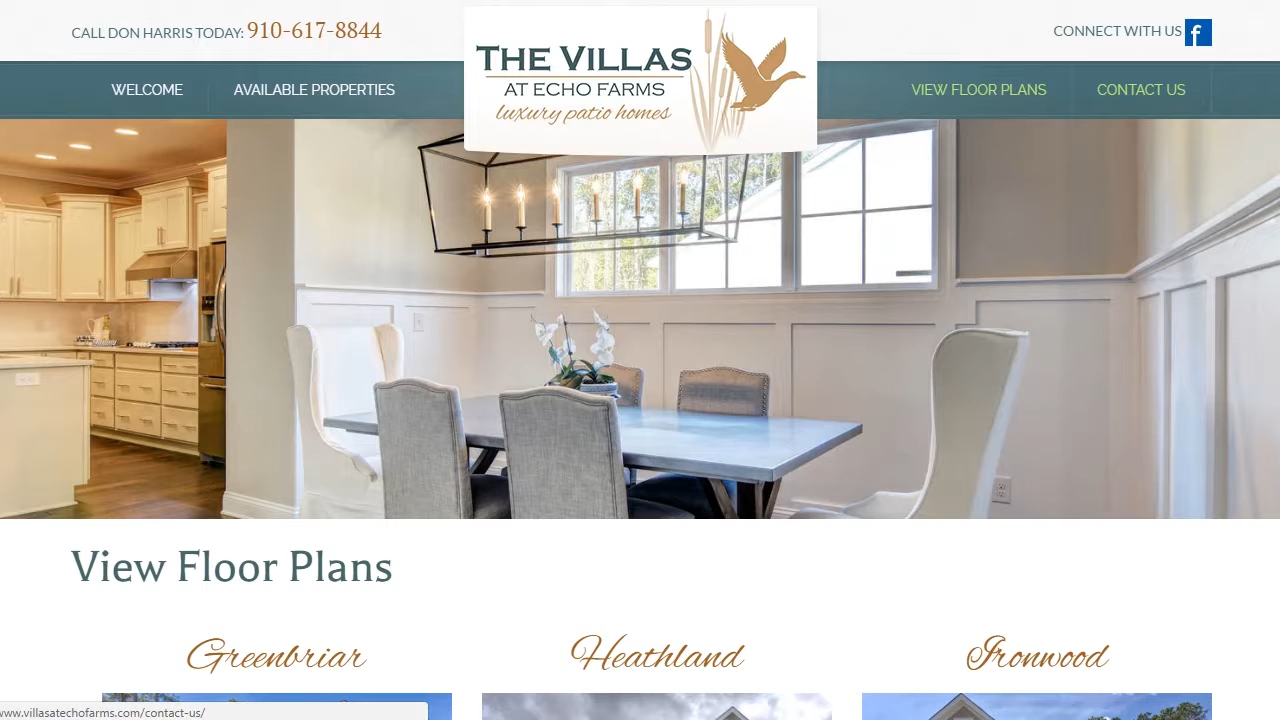 CALL DON HARRIS TODAY: 910-617-8844
CONNECT WITH US f
THE VILLAS
AT ECHO FARMS
luxury patio homes
WELCOME
AVAILABLE PROPERTIES
VIEW FLOOR PLANS
CONTACT US
View Floor Plans
Greenbriar
Heathland
Ironwood
www.villasatechofarms.com/contact-us/